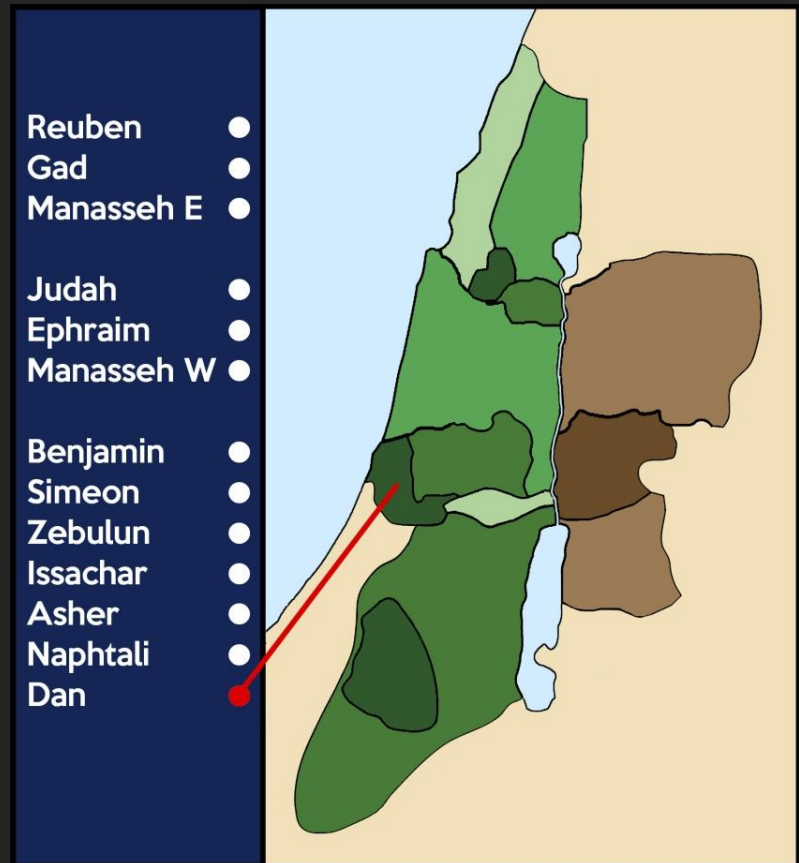 Reuben
Gad
Manasseh E
Judah
Ephraim
Manasseh W
Benjamin
Simeon
Zebulun
Issachar
Asher
Naphtali
Dan